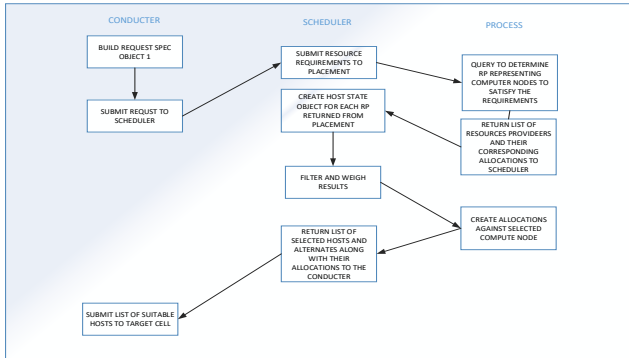 CONDUCTER
SCHEDULER
PROCESS
BUILD REQUEST SPEC
OBJECT 1
SUBMIT REQUST TO
SCHEDULER
SUBMIT RESOURCE
REQUIREMENTS TO
PLACEMENT
QUERY TO DETERMINE
RP REPRESENTING
COMPUTER NODES TO
SATISFY THE
REQUIREMENTS
RETURN LIST OF
RESOURCES PROVIDEERS
AND THEIR
CORRESPONDING
ALLOCATIONS TO
SCHEDULER
CREATE HOST STATE
OBJECT FOR EACH RP
RETURNED FROM
PLACEMENT
FILTER AND WEIGH
RESULTS
CREATE ALLOCATIONS
AGAINST SELECTED
COMPUTE NODE
RETURN LIST OF
SELECTED HOSTS AND
ALTERNATES ALONG
WITH THEIR
ALLOCATIONS TO THE
CONDUCTER
SUBMIT LIST OF SUITABLE
HOSTS TO TARGET CELL